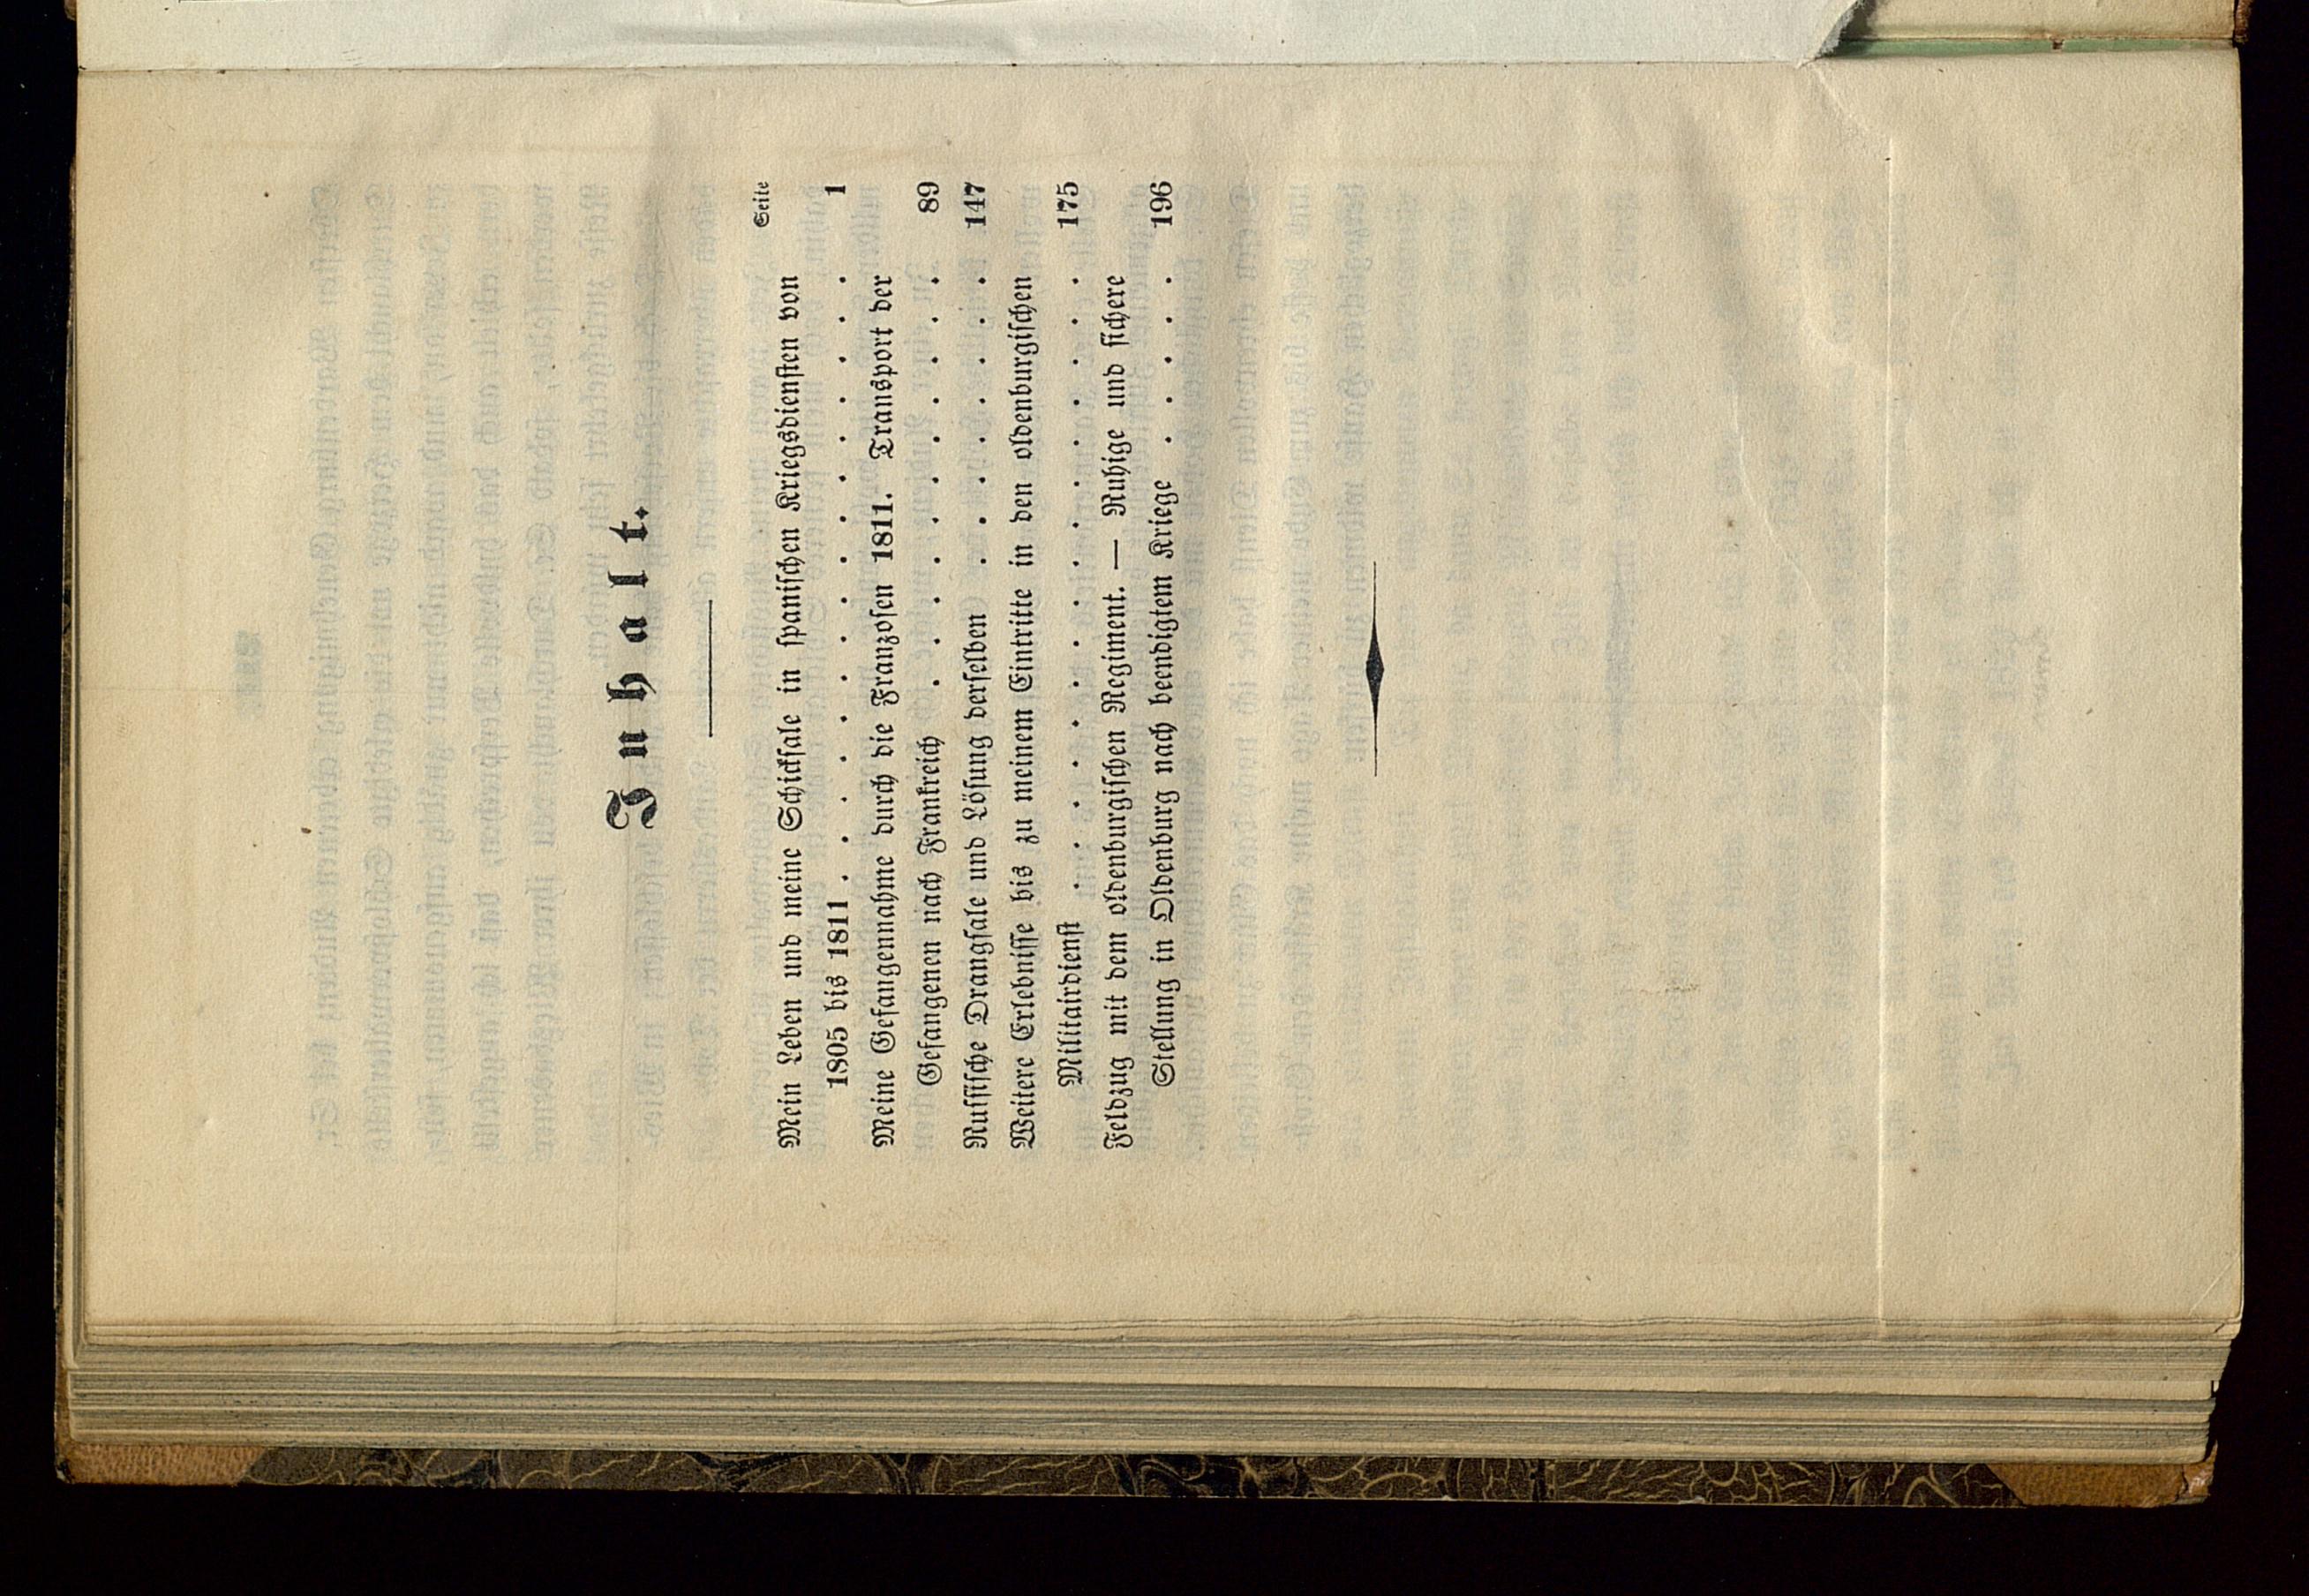 Inhalt.
Seite
Mein Leben und meine Schicksale in spanischen Kriegsdiensten von
1805 bis 1811 . . . . . . . . . . . . . . . . 1
Meine Gefangennahme durch die Franzosen 1811. Transport der
Gefangenen nach Frankreich . . . . . . . . . . . 89
Russische Drangsale und Lösung derselben . . . . . . . . 147
Weitere Erlebnisse bis zu meinem Eintritte in den oldenburgischen
Militairdienst . . . . . . . . . . . . . . . . 175
Feldzug mit dem oldenburgischen Regiment. — Ruhige und sichere
Stellung in Oldenburg nach beendigtem Kriege . . . . . 196